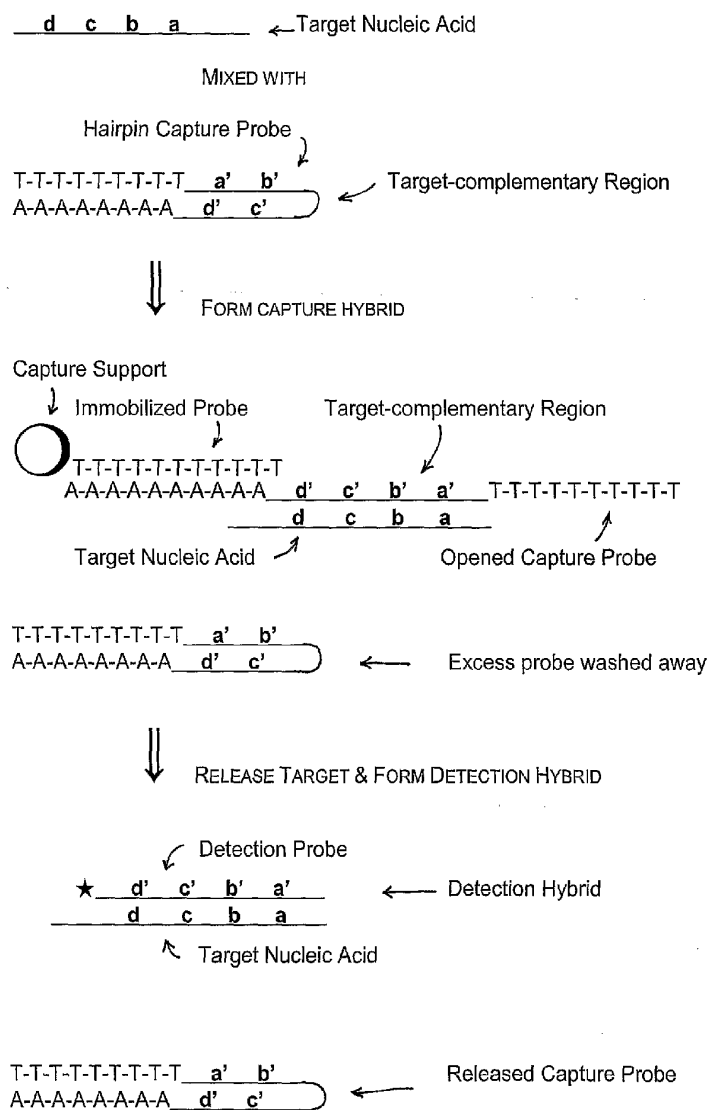 d c b a
Target Nucleic Acid
MIXED WITH
Hairpin Capture Probe
T-T-T-T-T-T-T-T-T a' b'
Target-complementary Region
A-A-A-A-A-A-A-A d' c'
FORM CAPTURE HYBRID
Capture Support
Immobilized Probe
Target-complementary Region
T-T-T-T-T-T-T-T-T-T
A-A-A-A-A-A-A-A-A-A d' c' b' a' T-T-T-T-T-T-T-T-T
d c b a
Target Nucleic Acid
Opened Capture Probe
T-T-T-T-T-T-T-T-T a' b'
A-A-A-A-A-A-A-A d' c'
Excess probe washed away
RELEASE TARGET & FORM DETECTION HYBRID
Detection Probe
★ d' c' b' a'
Detection Hybrid
d c b a
Target Nucleic Acid
T-T-T-T-T-T-T-T-T a' b'
Released Capture Probe
A-A-A-A-A-A-A-A d' c'